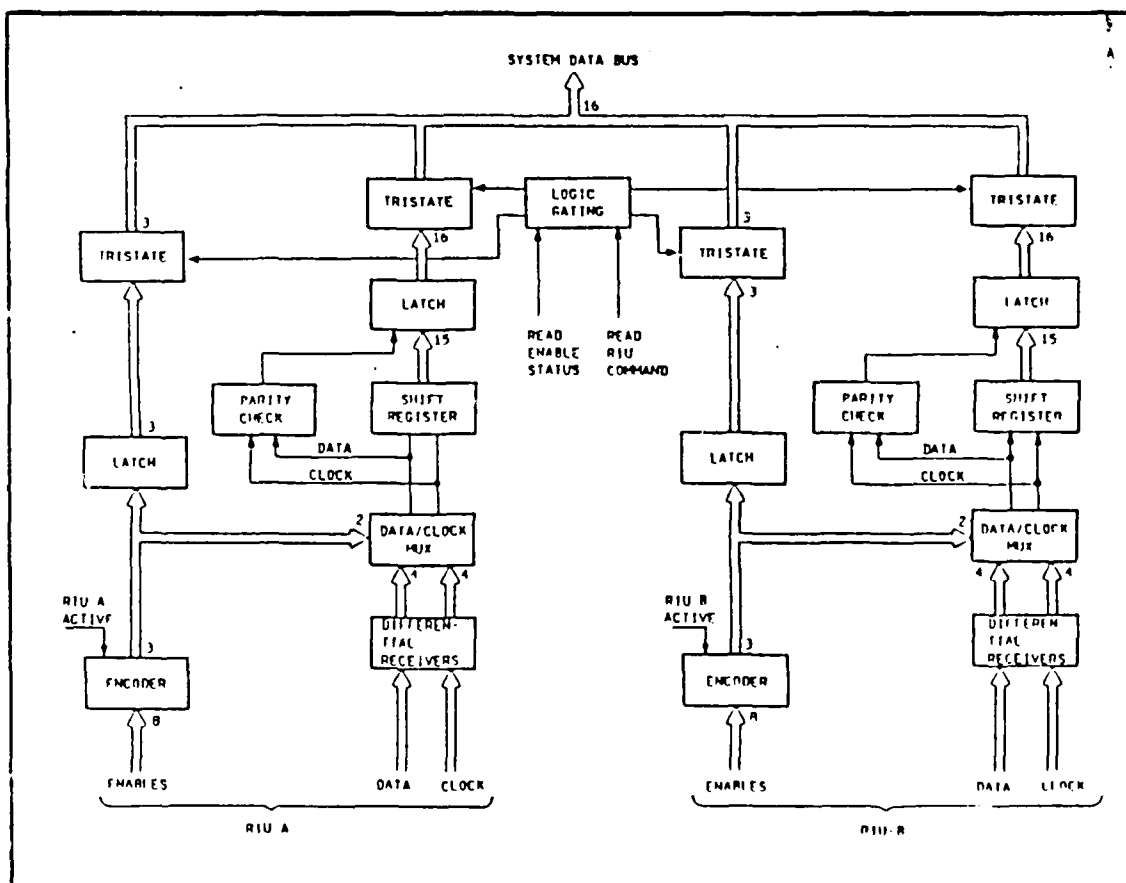 A
SYSTEM DATA BUS
16
TRISTATE
LOGIC
GATING
TRISTATE
3
16
3
16
TRISTATE
TRISTATE
3
LATCH
LATCH
15
READ
ENABLE
STATUS
READ
RIU
COMMAND
15
PARITY
CHECK
SHIFT
REGISTER
PARITY
CHECK
SHIFT
REGISTER
3
DATA
DATA
LATCH
CLOCK
LATCH
CLOCK
2
DATA/CLOCK
MUX
2
DATA/CLOCK
MUX
4
4
4
4
RIU A
ACTIVE
DIFFEREN-
TIAL
RECEIVERS
RIU B
ACTIVE
DIFFEREN-
TIAL
RECEIVERS
3
3
ENCODER
ENCODER
8
8
ENABLES
DATA
CLOCK
ENABLES
DATA
CLOCK
RIU A
RIU-B